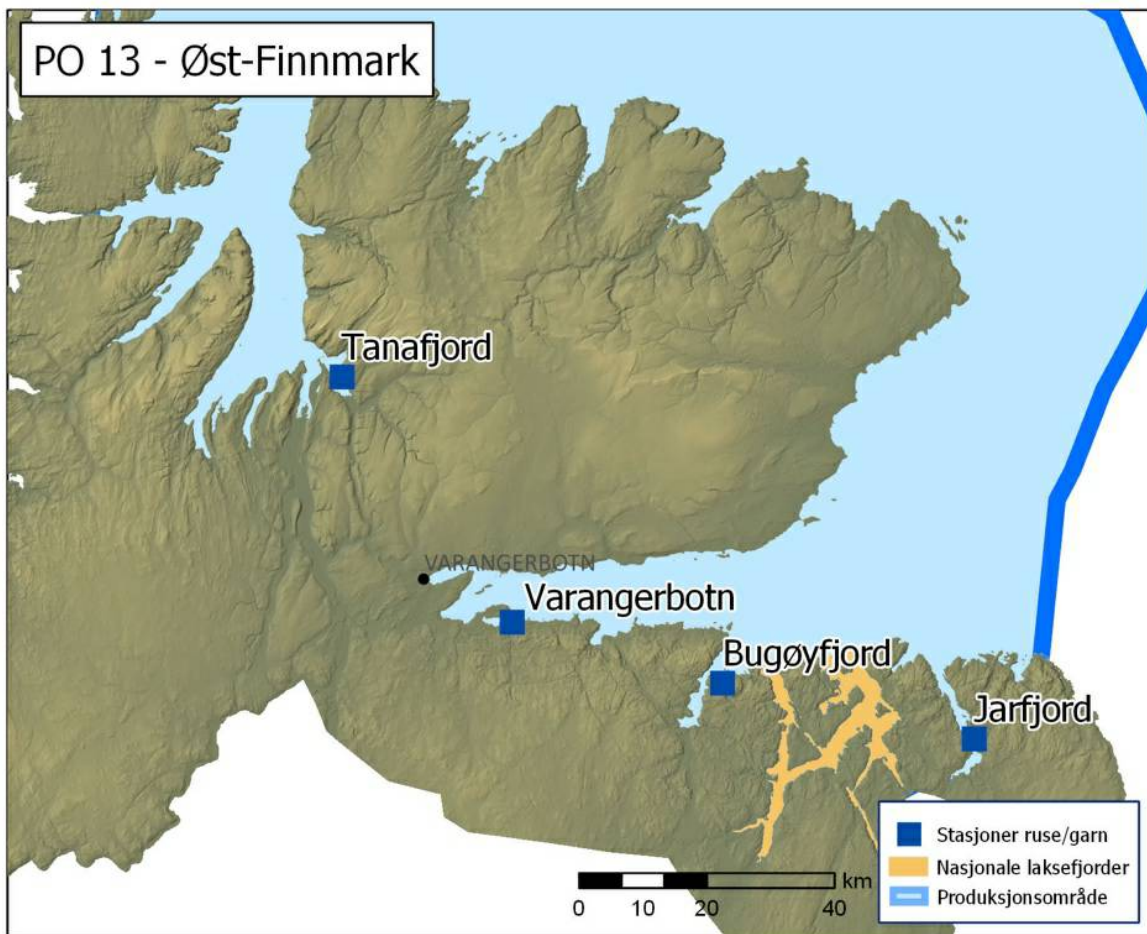 PO 13 - Øst-Finnmark
Tanafjord
VARANGERBOTN
Varangerbotn
Bugøyfjord
Jarfjord
Stasjoner ruse/garn
Nasjonale laksefjorder
Produksjonsområde
km
0 10 20 40